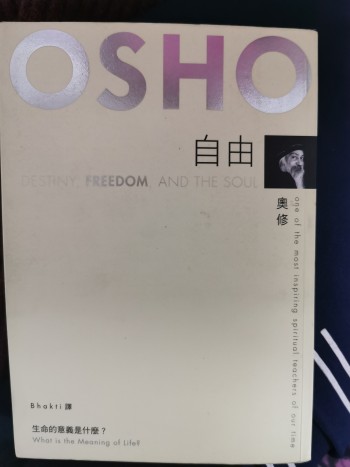 OSHO
自由
DESTINY, FREEDOM, AND THE SOUL
奧修
one of the most inspiring spiritual teachers of our time
Bhakti 譯
生命的意義是什麼？
What is the Meaning of Life?